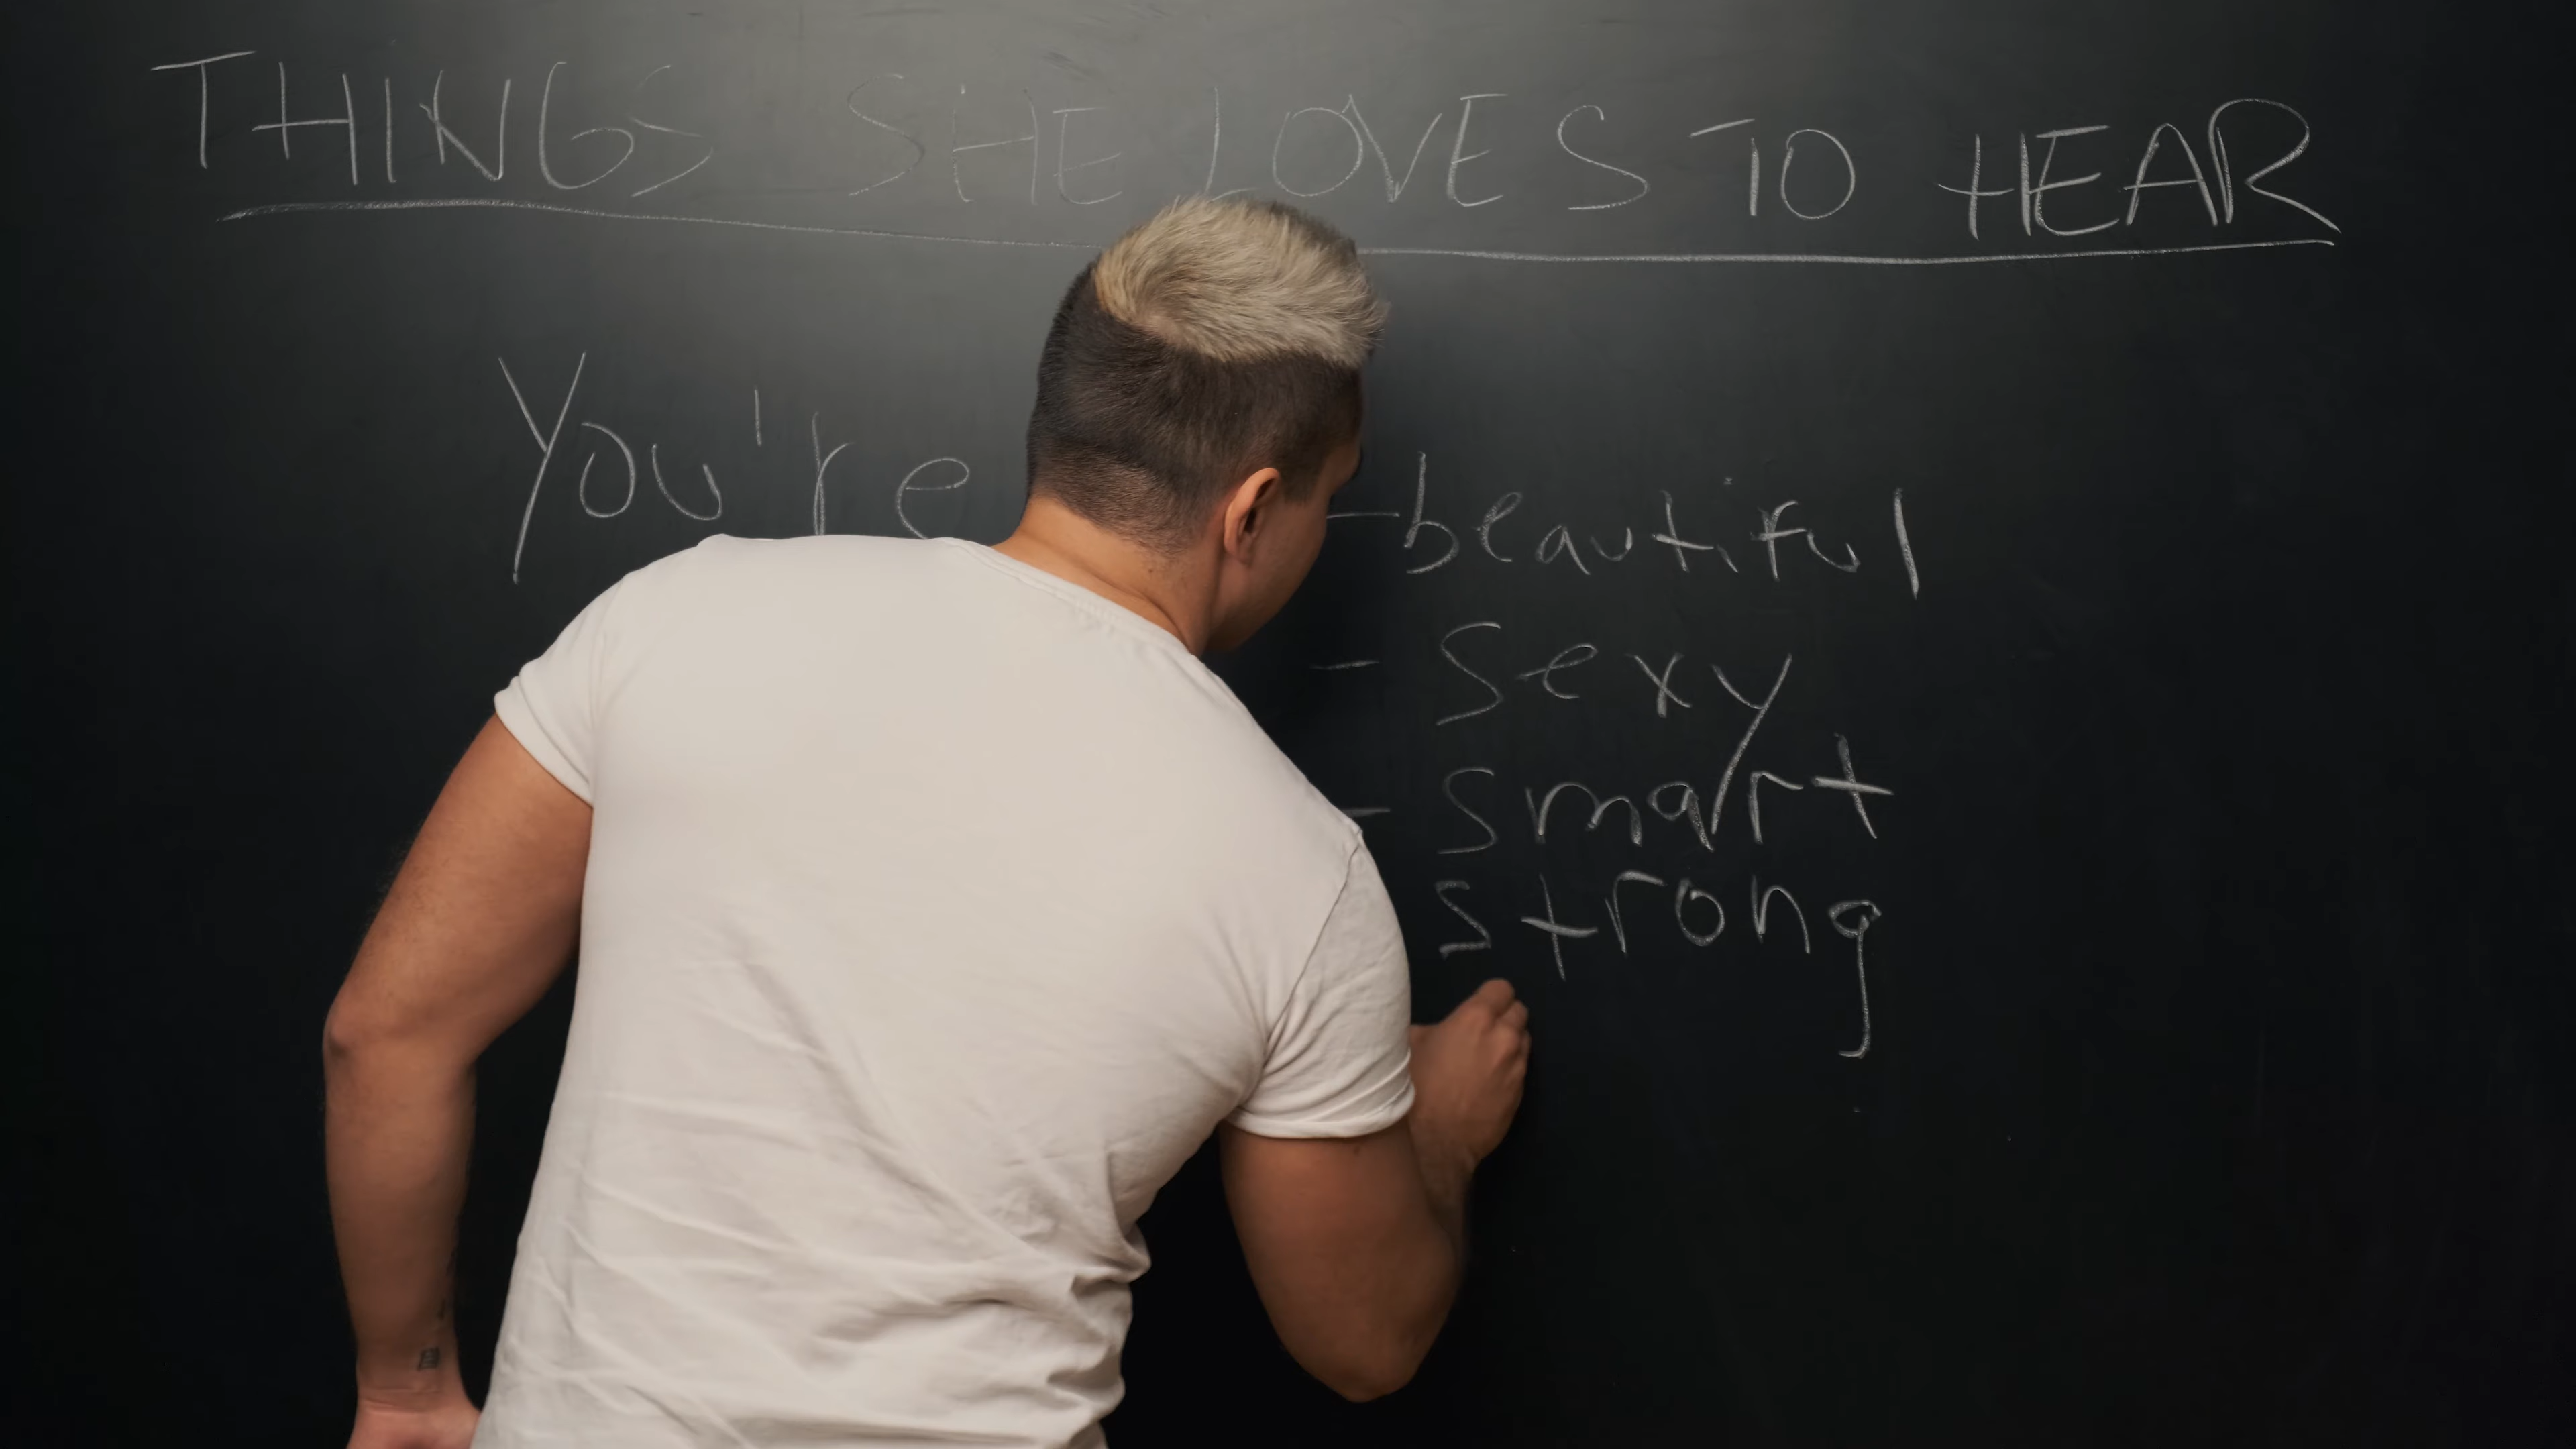 THINGS SHE LOVES TO HEAR
You're -beautiful
- sexy
- smart
strong